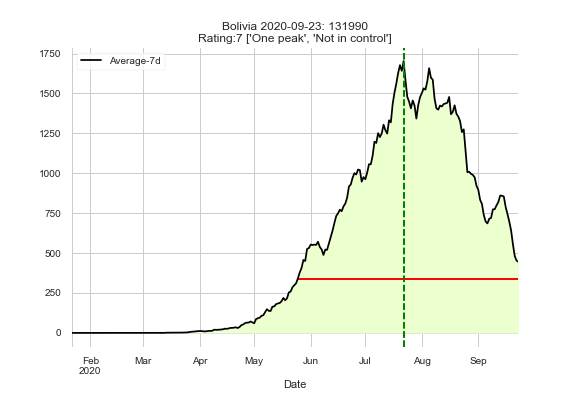 Bolivia 2020-09-23: 131990
Rating:7 ['One peak', 'Not in control']
Average-7d
1750
1500
1250
1000
750
500
250
0
Feb Mar Apr May Jun Jul Aug Sep
2020
Date